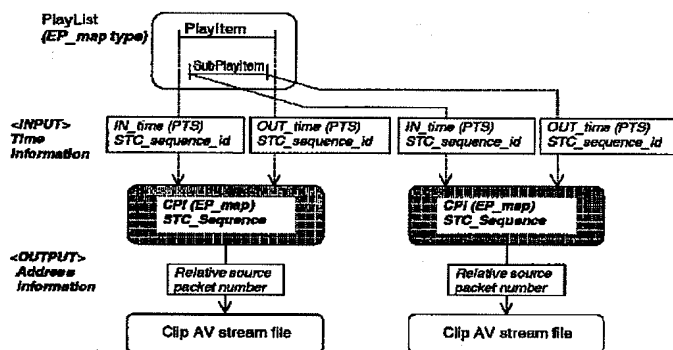 PlayList
(EP_map type)
PlayItem
SubPlayItem
<INPUT>
Time
Information
IN_time (PTS)
STC_sequence_id
OUT_time (PTS)
STC_sequence_id
IN_time (PTS)
STC_sequence_id
OUT_time (PTS)
STC_sequence_id
CPI (EP_map)
STC_Sequence
CPI (EP_map)
STC_Sequence
<OUTPUT>
Address
information
Relative source
packet number
Relative source
packet number
Clip AV stream file
Clip AV stream file